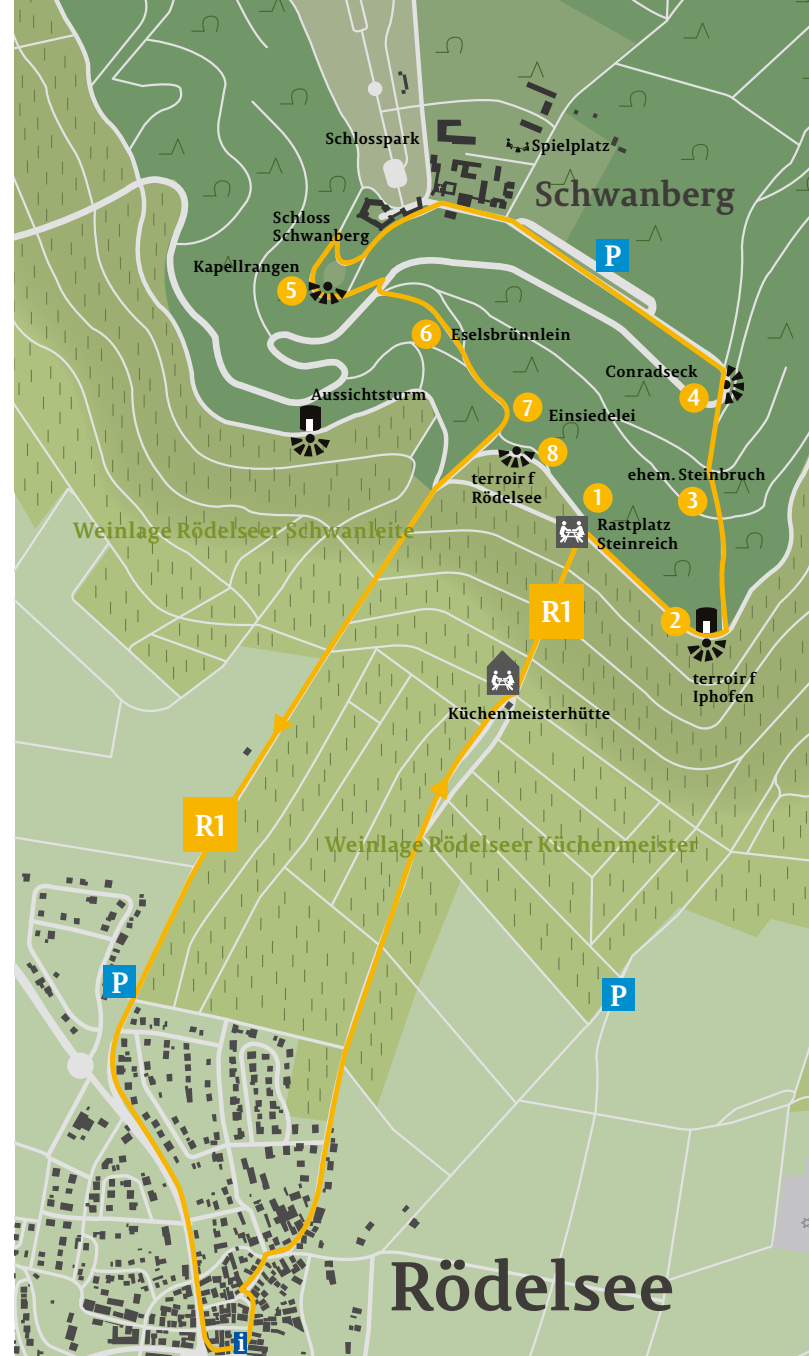 Schlosspark
Spielplatz
Schwanberg
Schloss
Schwanberg
P
Kapellrangen
5
6
Eselsbrünnlein
Conradseck
4
Aussichtsturm
7
Einsiedelei
8
terroir f
Rödelsee
ehem. Steinbruch
3
1
Rastplatz
Steinreich
Weinlage Rödelseer Schwanleite
R1
2
terroir f
Iphofen
Küchenmeisterhütte
R1
Weinlage Rödelseer Küchenmeister
P
P
Rödelsee
i